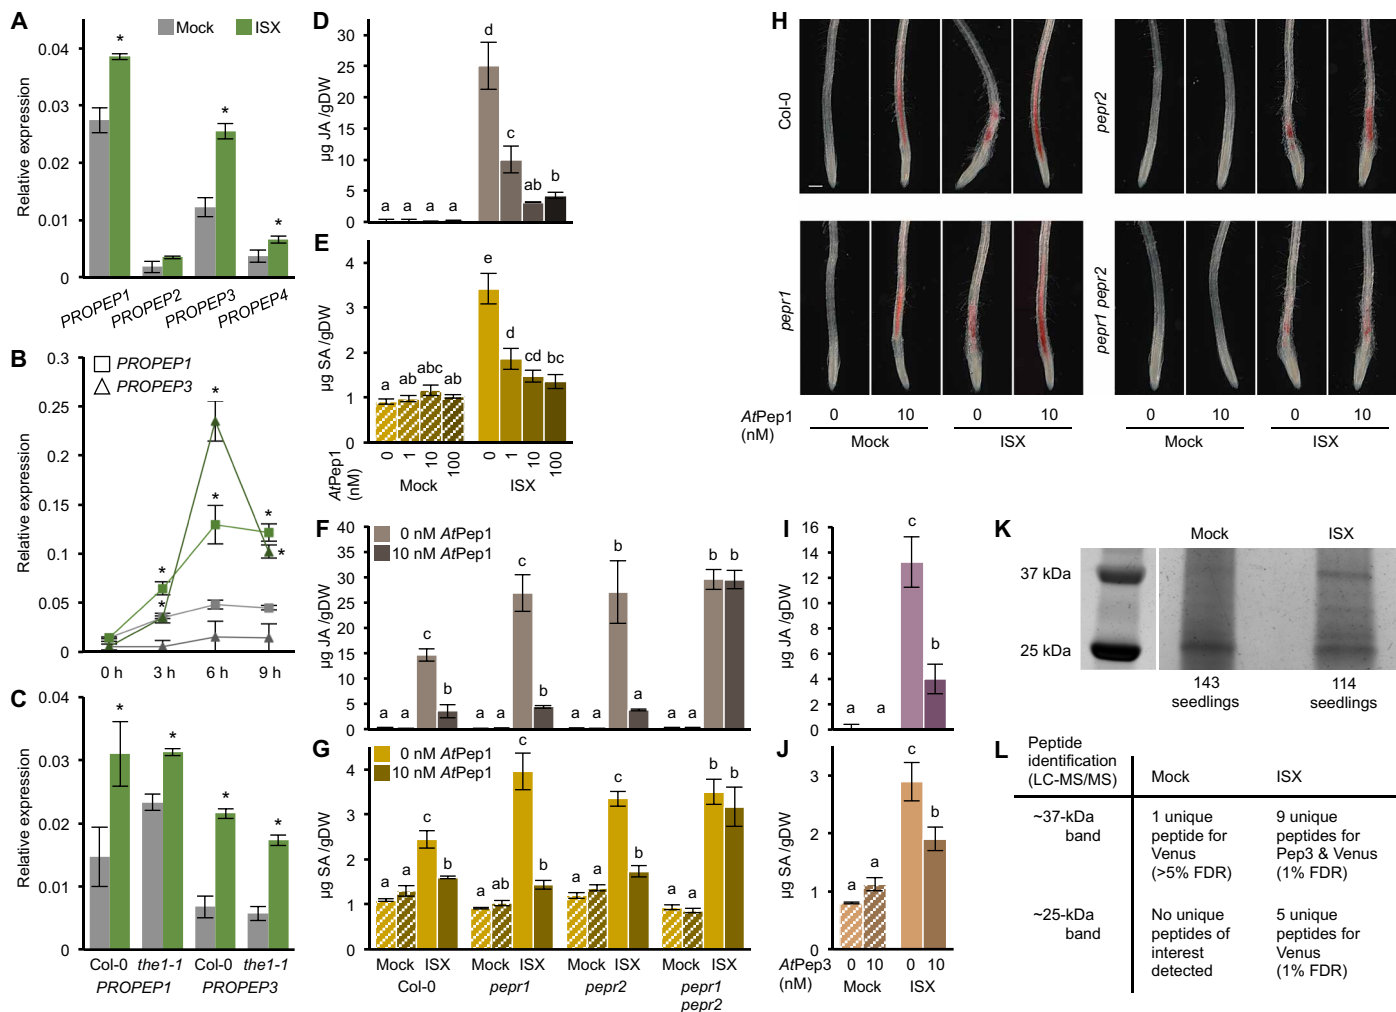 A
Mock
ISX
Relative expression
0.04
0.03
0.02
0.01
0
*
*
*
PROPEP1
PROPEP2
PROPEP3
PROPEP4
B
PROPEP1
PROPEP3
Relative expression
0.3
0.25
0.2
0.15
0.1
0.05
0
*
*
*
*
*
*
0 h
3 h
6 h
9 h
C
Relative expression
0.04
0.03
0.02
0.01
0
*
*
*
*
Col-0 the1-1 Col-0 the1-1
PROPEP1 PROPEP3
D
µg JA /gDW
30
25
20
15
10
5
0
a a a a d c ab b
E
µg SA /gDW
4
3
2
1
0
a ab abc ab e d cd bc
AtPep1 (nM)
0 1 10 100 0 1 10 100
Mock ISX
F
0 nM AtPep1
10 nM AtPep1
µg JA /gDW
40
35
30
25
20
15
10
5
0
a a c b a a c b a a b a a a b b
G
0 nM AtPep1
10 nM AtPep1
µg SA /gDW
4
3
2
1
0
a a c b a ab c b a a c b a a b b
Mock ISX Mock ISX Mock ISX Mock ISX
Col-0 pepr1 pepr2 pepr1
pepr2
H
Col-0
pepr2
pepr1
pepr1 pepr2
AtPep1
(nM)
0 10 0 10 0 10 0 10
Mock ISX Mock ISX
I
µg JA /gDW
16
14
12
10
8
6
4
2
0
a a c b
J
µg SA /gDW
3
2
1
0
a a c b
AtPep3
(nM)
0 10 0 10
Mock ISX
K
Mock ISX
37 kDa
25 kDa
143
seedlings
114
seedlings
L
Peptide
identification
(LC-MS/MS)
Mock
ISX
~37-kDa
band
1 unique
peptide for
Venus
(>5% FDR)
9 unique
peptides for
Pep3 & Venus
(1% FDR)
~25-kDa
band
No unique
peptides of
interest
detected
5 unique
peptides for
Venus
(1% FDR)